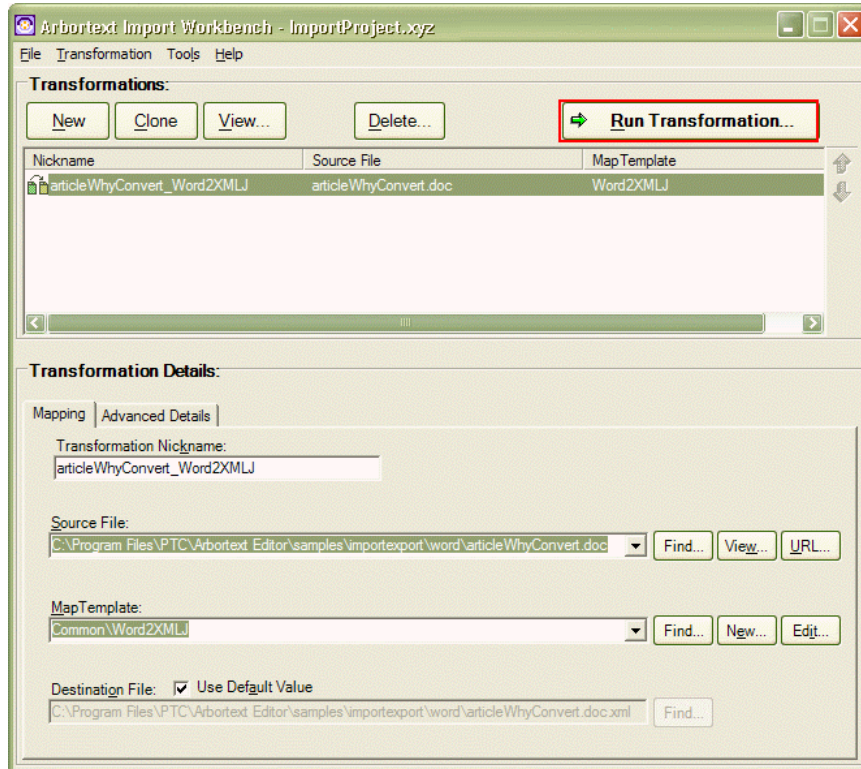 Arbortext Import Workbench - ImportProject.xyz
File Transformation Tools Help
Transformations:
New Clone View... Delete... Run Transformation...
Nickname Source File MapTemplate
articleWhyConvert_Word2XMLJ articleWhyConvert.doc Word2XMLJ
Transformation Details:
Mapping Advanced Details
Transformation Nickname:
articleWhyConvert_Word2XMLJ
Source File:
C:\Program Files\PTC\Arbortext Editor\samples\importexport\word\articleWhyConvert.doc Find... View... URL...
MapTemplate:
Common\Word2XMLJ Find... New... Edit...
Destination File: Use Default Value
C:\Program Files\PTC\Arbortext Editor\samples\importexport\word\articleWhyConvert.doc.xml Find...